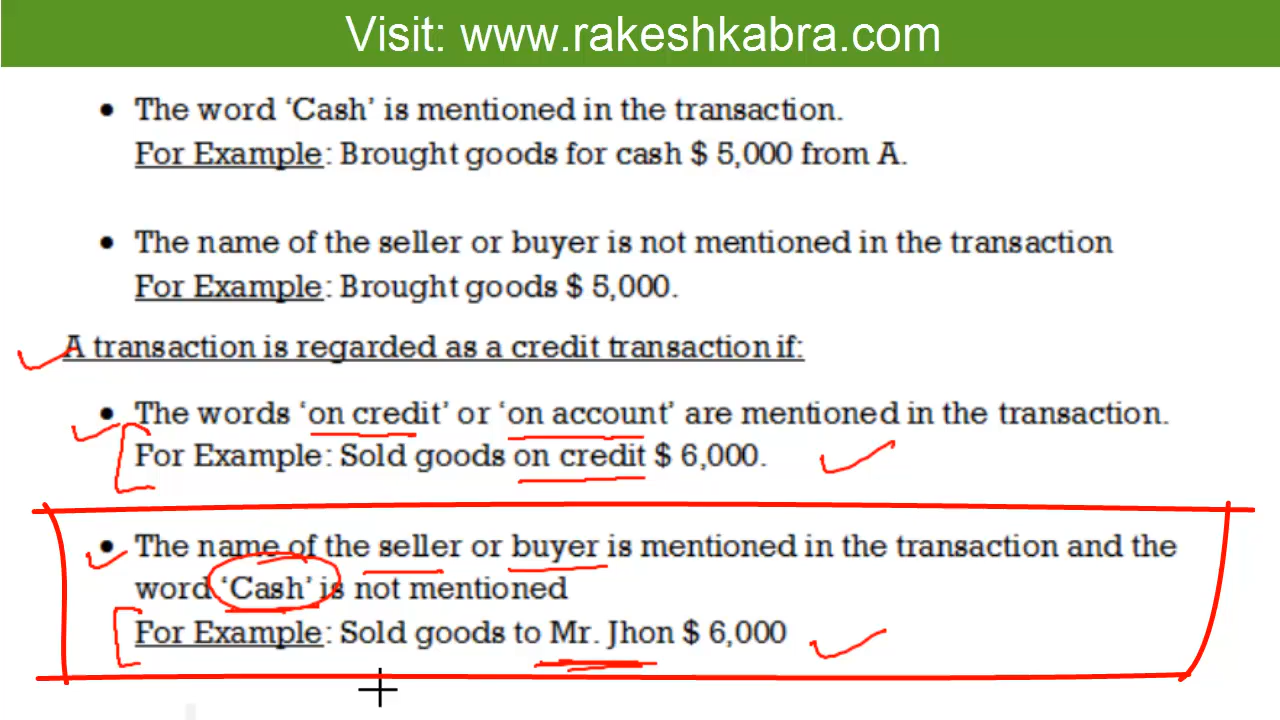 Visit: www.rakeshkabra.com
• The word ‘Cash’ is mentioned in the transaction.
For Example: Brought goods for cash $ 5,000 from A.
• The name of the seller or buyer is not mentioned in the transaction
For Example: Brought goods $ 5,000.
A transaction is regarded as a credit transaction if:
• The words ‘on credit’ or ‘on account’ are mentioned in the transaction.
For Example: Sold goods on credit $ 6,000.
• The name of the seller or buyer is mentioned in the transaction and the
word ‘Cash’ is not mentioned
For Example: Sold goods to Mr. Jhon $ 6,000